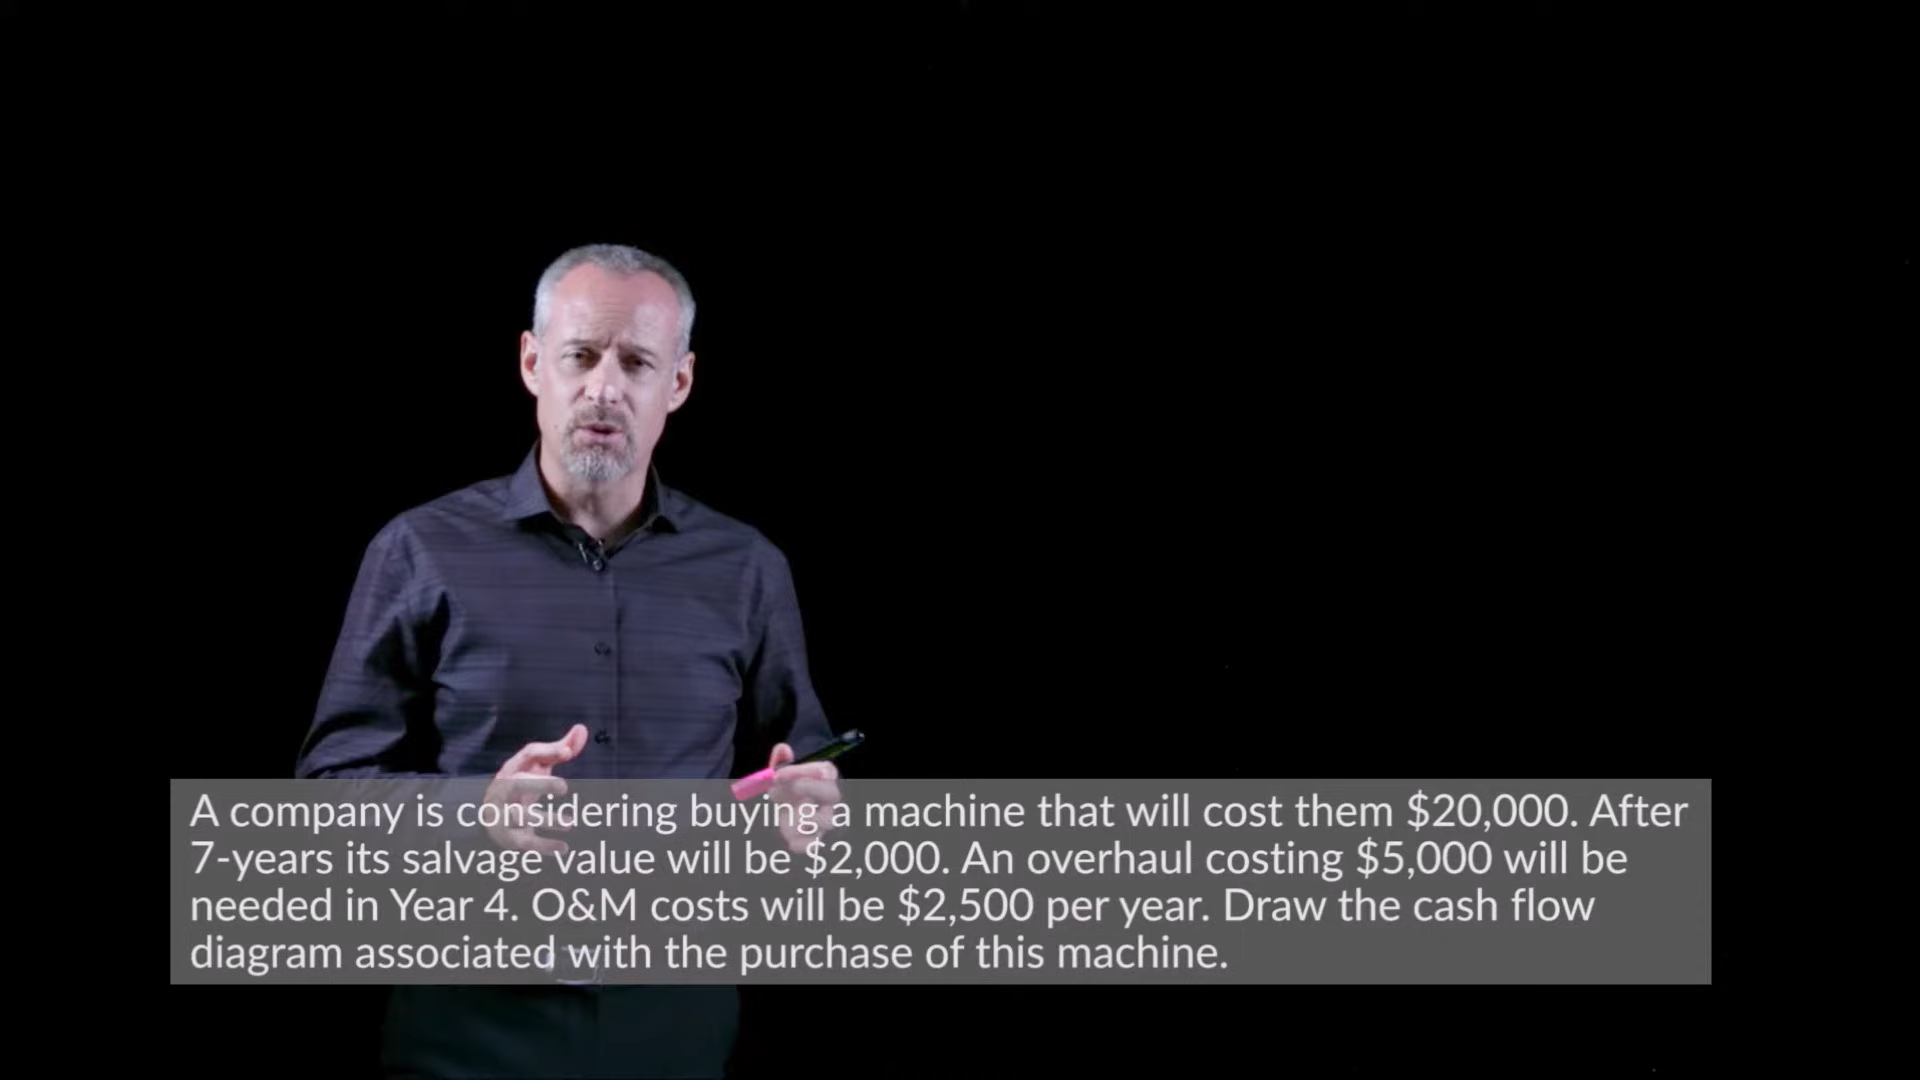 A company is considering buying a machine that will cost them $20,000. After
7-years its salvage value will be $2,000. An overhaul costing $5,000 will be
needed in Year 4. O&M costs will be $2,500 per year. Draw the cash flow
diagram associated with the purchase of this machine.